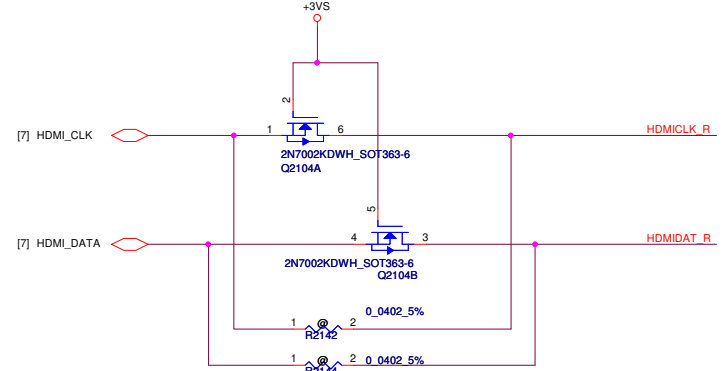 +3VS
2
[7] HDMI_CLK
1
6
HDMICLK_R
2N7002KDWH_SOT363-6
Q2104A
5
[7] HDMI_DATA
4
3
HDMIDAT_R
2N7002KDWH_SOT363-6
Q2104B
0_0402_5%
1 @ 2
R2142
1 @ 2 0_0402_5%